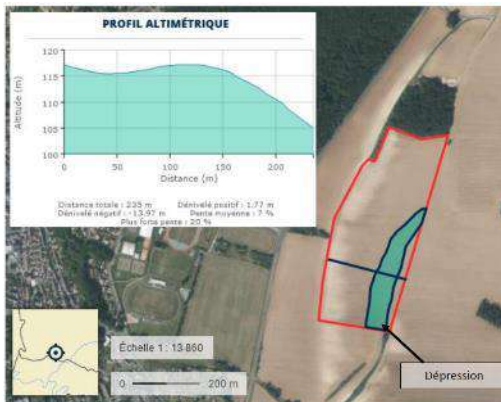 PROFIL ALTIMÉTRIQUE
Altitude (m)
120
115
110
105
100
0 50 100 150 200
Distance (m)
Distance totale : 235 m Dénivelé positif : 1,77 m
Dénivelé négatif : -13,97 m Pente moyenne : 7 %
Plus forte pente : 20 %
Échelle 1 : 13 860
0 200 m
Dépression